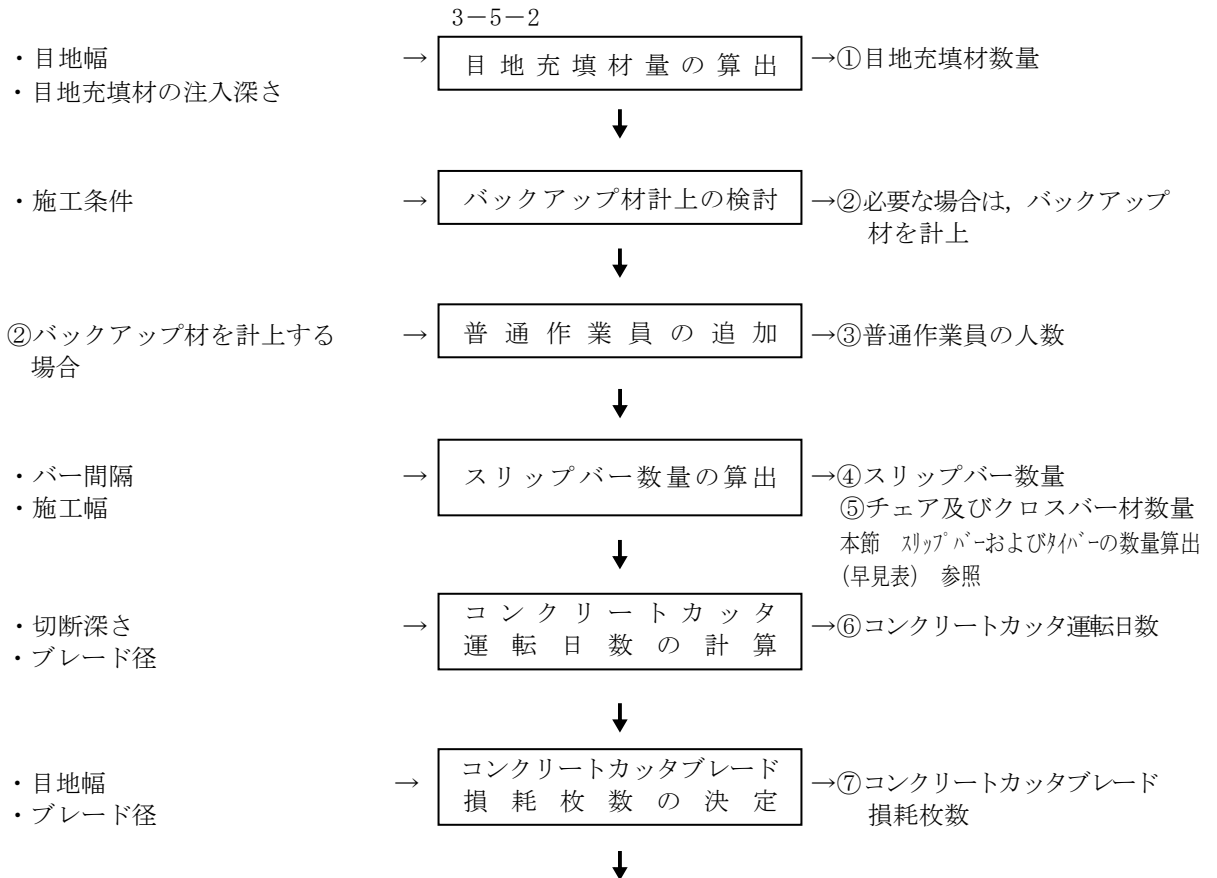 3－5－2
・目地幅 → 目地充填材量の算出 →①目地充填材数量
・目地充填材の注入深さ
↓
・施工条件 → バックアップ材計上の検討 →②必要な場合は，バックアップ
材を計上
↓
②バックアップ材を計上する → 普通作業員の追加 →③普通作業員の人数
場合
↓
・バー間隔 → スリップバー数量の算出 →④スリップバー数量
・施工幅 ⑤チェア及びクロスバー材数量
本節　ｽﾘｯﾌﾟﾊﾞｰおよびﾀｲﾊﾞｰの数量算出
(早見表)　参照
↓
・切断深さ → コンクリートカッタ →⑥コンクリートカッタ運転日数
・ブレード径 運転日数の計算
↓
・目地幅 → コンクリートカッタブレード →⑦コンクリートカッタブレード
・ブレード径 損耗枚数の決定 損耗枚数
↓